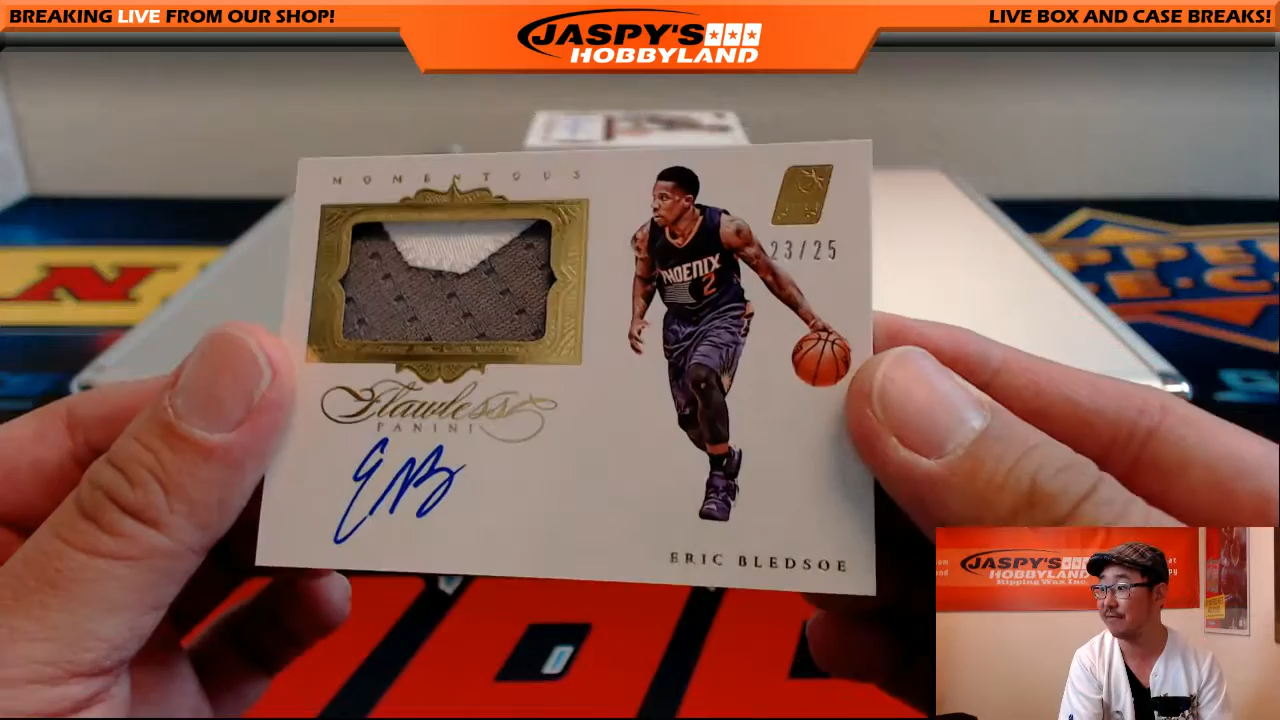 BREAKING LIVE FROM OUR SHOP!
JASPY'S
HOBBYLAND
LIVE BOX AND CASE BREAKS!
MOMENTOUS
23/25
PHOENIX
2
Flawless
PANINI
EB
ERIC BLEDSOE
JASPY'S
HOBBYLAND
Ripping Wax Inc.